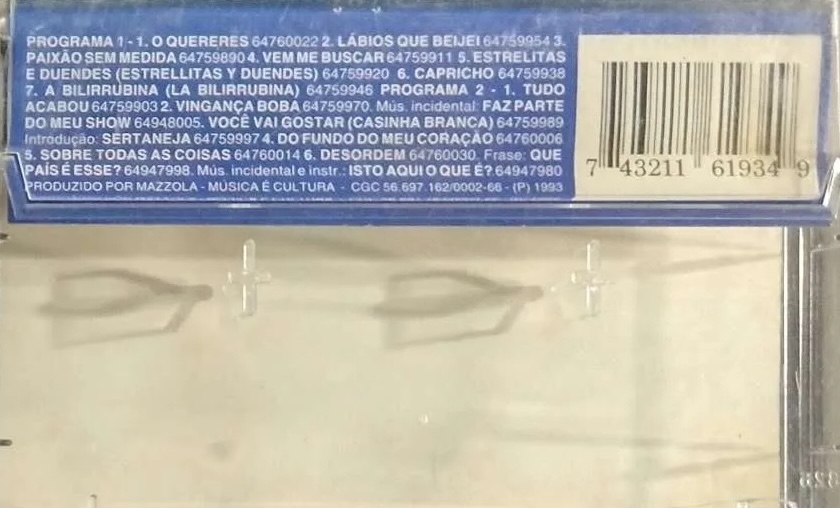 PROGRAMA 1 - 1. O QUERERES 64760022 2. LÁBIOS QUE BEIJEI 64759954 3.
PAIXÃO SEM MEDIDA 64759890 4. VEM ME BUSCAR 64759911 5. ESTRELITAS
E DUENDES (ESTRELLITAS Y DUENDES) 64759920 6. CAPRICHO 64759938
7. A BILIRRUBINA (LA BILIRRUBINA) 64759946 PROGRAMA 2 - 1. TUDO
ACABOU 64759903 2. VINGANÇA BOBA 64759970. Mús. incidental: FAZ PARTE
DO MEU SHOW 64948005. VOCÊ VAI GOSTAR (CASINHA BRANCA) 64759989
Introdução: SERTANEJA 64759997 4. DO FUNDO DO MEU CORAÇÃO 64760006
5. SOBRE TODAS AS COISAS 64760014 6. DESORDEM 64760030. Frase: QUE
PAÍS É ESSE? 64947998. Mús. incidental e instr.: ISTO AQUI O QUE É? 64947980
PRODUZIDO POR MAZZOLA - MÚSICA É CULTURA - CGC 56.697.162/0002-66 - (P) 1993
7 43211 61934 9